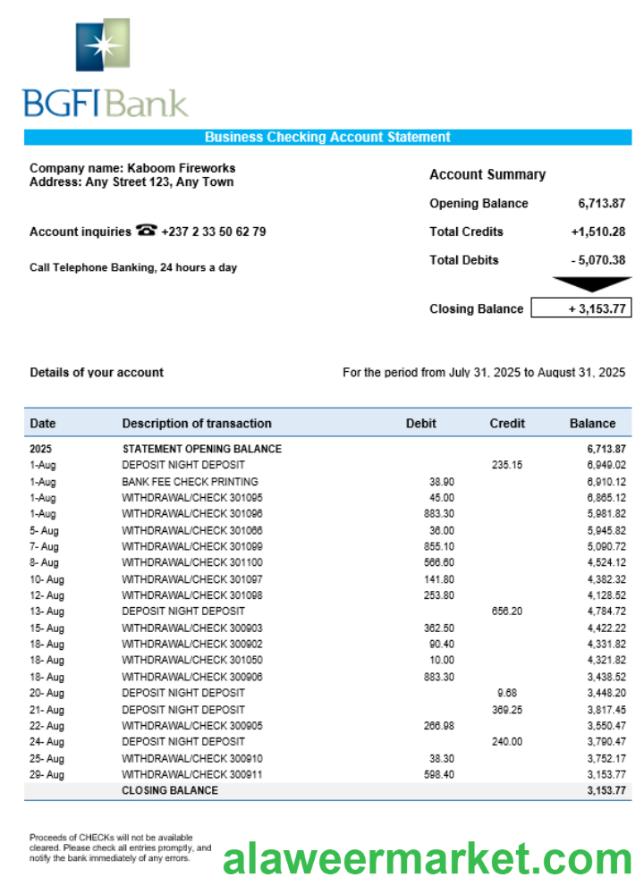 BGFIBank
Business Checking Account Statement
Company name: Kaboom Fireworks
Address: Any Street 123, Any Town
Account inquiries ☎ +237 2 33 50 62 79
Call Telephone Banking, 24 hours a day
Account Summary
Opening Balance 6,713.87
Total Credits +1,510.28
Total Debits - 5,070.38
Closing Balance + 3,153.77
Details of your account For the period from July 31, 2025 to August 31, 2025
Date Description of transaction Debit Credit Balance
2025 STATEMENT OPENING BALANCE 6,713.87
1-Aug DEPOSIT NIGHT DEPOSIT 235.15 6,949.02
1-Aug BANK FEE CHECK PRINTING 38.90 6,910.12
1-Aug WITHDRAWAL/CHECK 301095 45.00 6,865.12
1-Aug WITHDRAWAL/CHECK 301096 883.30 5,981.82
5- Aug WITHDRAWAL/CHECK 301066 36.00 5,945.82
7- Aug WITHDRAWAL/CHECK 301099 855.10 5,090.72
8- Aug WITHDRAWAL/CHECK 301100 566.60 4,524.12
10- Aug WITHDRAWAL/CHECK 301097 141.80 4,382.32
12- Aug WITHDRAWAL/CHECK 301098 253.80 4,128.52
13- Aug DEPOSIT NIGHT DEPOSIT 656.20 4,784.72
15- Aug WITHDRAWAL/CHECK 300903 362.50 4,422.22
18- Aug WITHDRAWAL/CHECK 300902 90.40 4,331.82
18- Aug WITHDRAWAL/CHECK 301050 10.00 4,321.82
18- Aug WITHDRAWAL/CHECK 300906 883.30 3,438.52
20- Aug DEPOSIT NIGHT DEPOSIT 9.68 3,448.20
21- Aug DEPOSIT NIGHT DEPOSIT 369.25 3,817.45
22- Aug WITHDRAWAL/CHECK 300905 266.98 3,550.47
24- Aug DEPOSIT NIGHT DEPOSIT 240.00 3,790.47
25- Aug WITHDRAWAL/CHECK 300910 38.30 3,752.17
29- Aug WITHDRAWAL/CHECK 300911 598.40 3,153.77
CLOSING BALANCE 3,153.77
Proceeds of CHECKs will not be available
cleared. Please check all entries promptly, and
notify the bank immediately of any errors.
alaweermarket.com